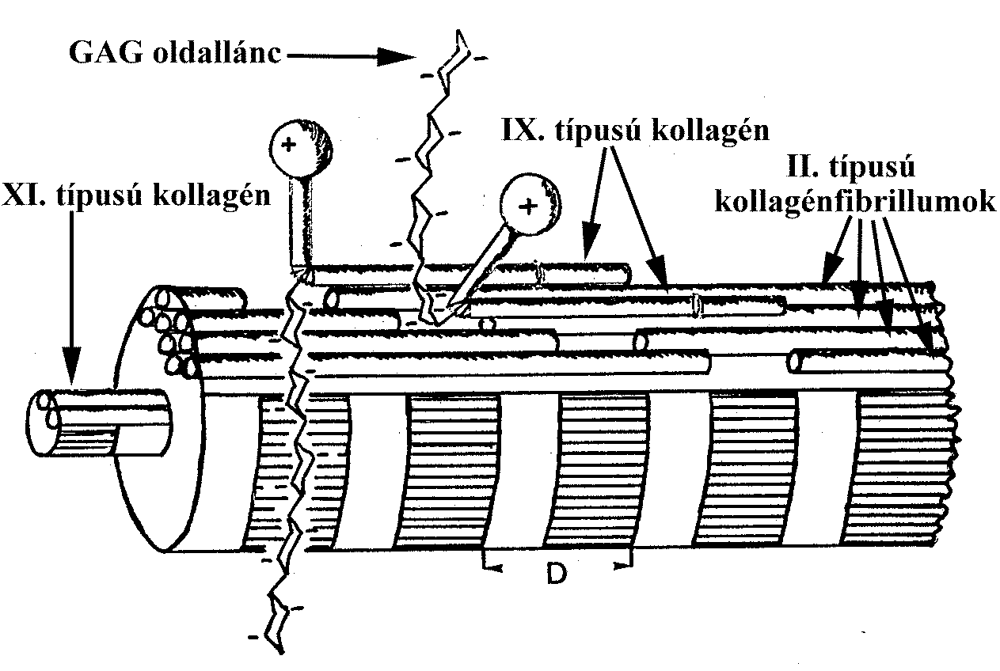 GAG oldallánc
IX. típusú kollagén
II. típusú
kollagénfibrillumok
XI. típusú kollagén
+
+
D